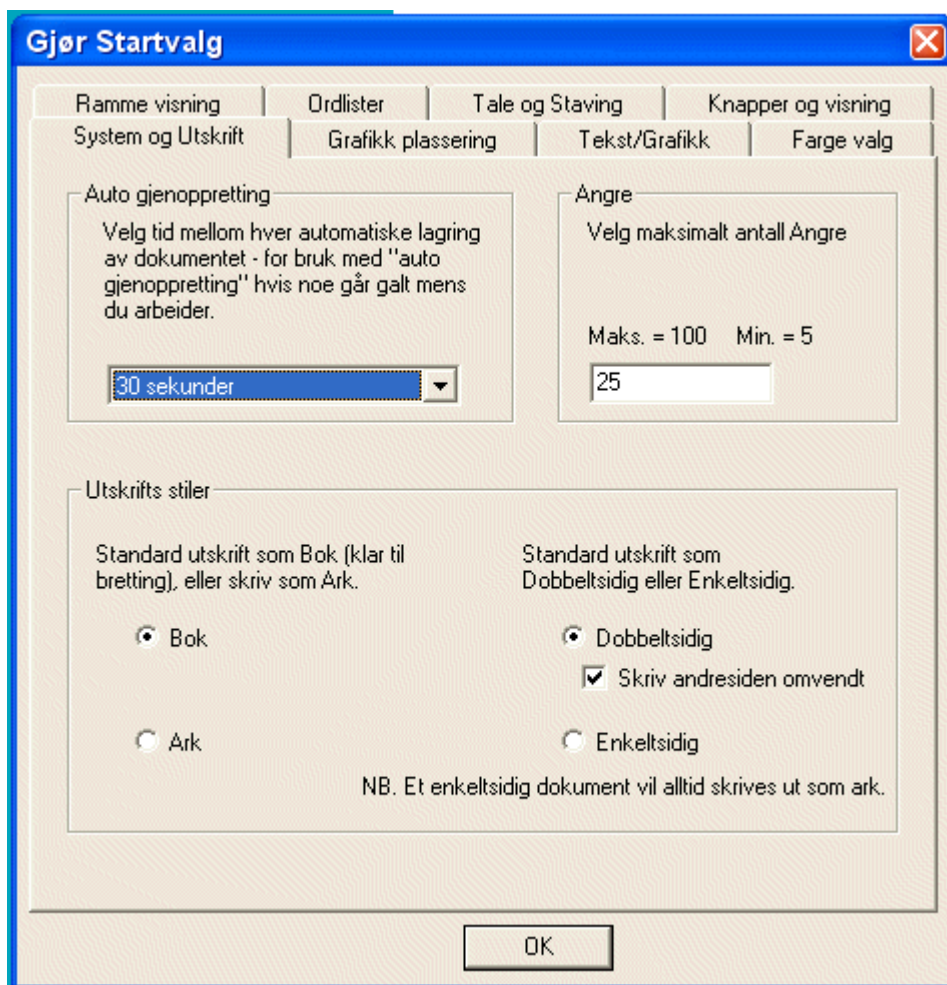 Gjør Startvalg
Ramme visning Ordlister Tale og Staving Knapper og visning
System og Utskrift Grafikk plassering Tekst/Grafikk Farge valg
Auto gjenoppretting
Velg tid mellom hver automatiske lagring
av dokumentet - for bruk med "auto
gjenoppretting" hvis noe går galt mens
du arbeider.
30 sekunder
Angre
Velg maksimalt antall Angre
Maks. = 100 Min. = 5
25
Utskrifts stiler
Standard utskrift som Bok (klar til
bretting), eller skriv som Ark.
Bok
Ark
Standard utskrift som
Dobbeltsidig eller Enkeltsidig.
Dobbeltsidig
Skriv andresiden omvendt
Enkeltsidig
NB. Et enkeltsidig dokument vil alltid skrives ut som ark.
OK